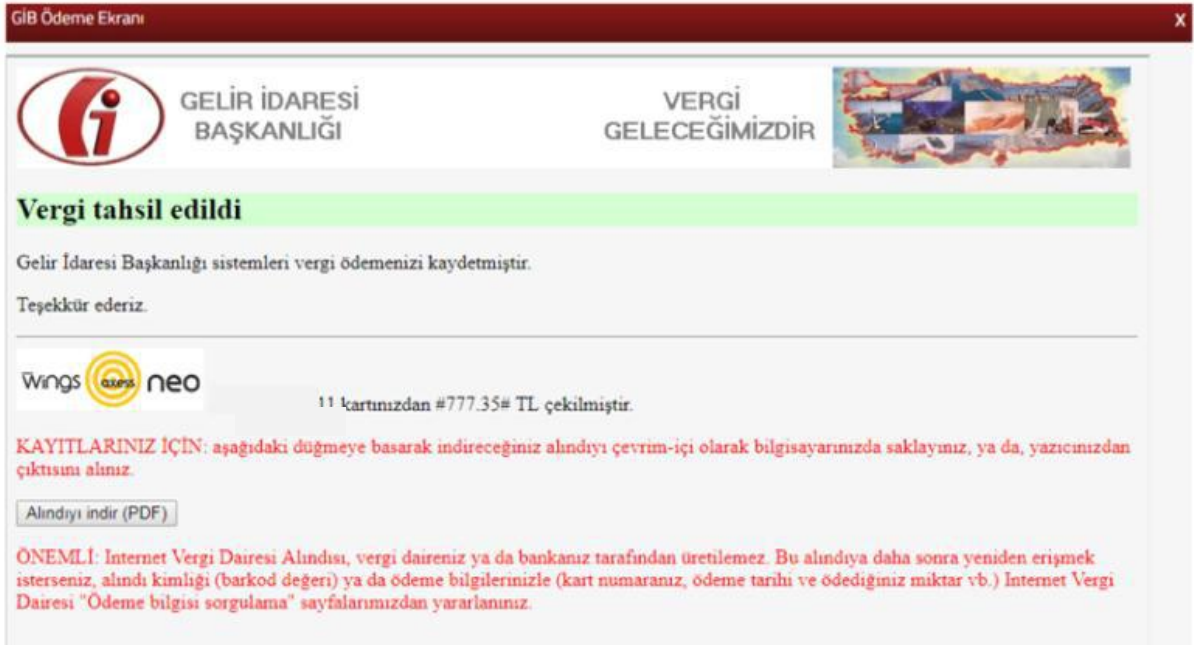 GİB Ödeme Ekranı
X
GELİR İDARESİ
BAŞKANLIĞI
VERGİ
GELECEĞİMİZDİR
Vergi tahsil edildi
Gelir İdaresi Başkanlığı sistemleri vergi ödemenizi kaydetmiştir.
Teşekkür ederiz.
wings axess neo
11 kartınızdan #777.35# TL çekilmiştir.
KAYITLARINIZ İÇİN: aşağıdaki düğmeye basarak indireceğiniz alındıyı çevrim-içi olarak bilgisayarınızda saklayınız, ya da, yazıcınızdan
çıktısını alınız.
Alındıyı indir (PDF)
ÖNEMLİ: Internet Vergi Dairesi Alındısı, vergi daireniz ya da bankanız tarafından üretilemez. Bu alındıya daha sonra yeniden erişmek
isterseniz, alındı kimliği (barkod değeri) ya da ödeme bilgilerinizle (kart numaranız, ödeme tarihi ve ödediğiniz miktar vb.) Internet Vergi
Dairesi "Ödeme bilgisi sorgulama" sayfalarımızdan yararlanınız.